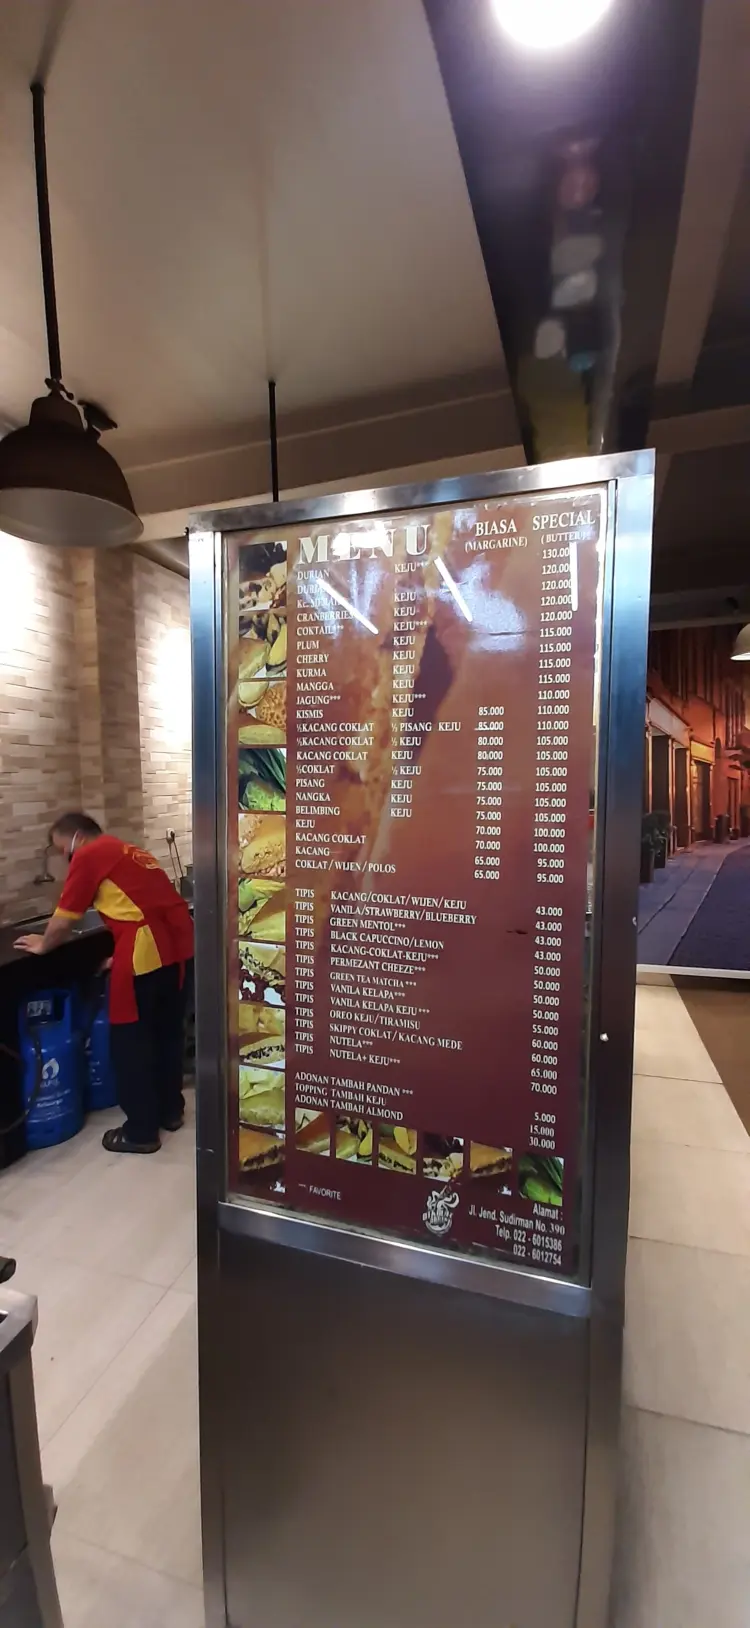 MENU BIASA SPECIAL
(MARGARINE) (BUTTER)
DURIAN KEJU*** 130.000
120.000
KEJU 120.000
CRANBERRIES KEJU 120.000
COKTAIL*** KEJU*** 120.000
PLUM KEJU 115.000
CHERRY KEJU 115.000
KURMA KEJU 115.000
MANGGA KEJU 115.000
JAGUNG*** KEJU*** 110.000
KISMIS KEJU 85.000 110.000
½KACANG COKLAT ½ PISANG KEJU 85.000 110.000
½KACANG COKLAT ½ KEJU 80.000 105.000
KACANG COKLAT KEJU 80.000 105.000
½COKLAT ½ KEJU 75.000 105.000
PISANG KEJU 75.000 105.000
NANGKA KEJU 75.000 105.000
BELIMBING KEJU 75.000 105.000
KEJU 70.000 100.000
KACANG COKLAT 70.000 100.000
KACANG 65.000 95.000
COKLAT/WIJEN/POLOS 65.000 95.000
TIPIS KACANG/COKLAT/WIJEN/KEJU 43.000
TIPIS VANILA/STRAWBERRY/BLUEBERRY 43.000
TIPIS GREEN MENTOL*** 43.000
TIPIS BLACK CAPUCCINO/LEMON 43.000
TIPIS KACANG-COKLAT-KEJU*** 50.000
TIPIS PERMEZANT CHEEZE*** 50.000
TIPIS GREEN TEA MATCHA*** 50.000
TIPIS VANILA KELAPA*** 50.000
TIPIS VANILA KELAPA KEJU*** 55.000
TIPIS OREO KEJU/TIRAMISU 60.000
TIPIS SKIPPY COKLAT/KACANG MEDE 60.000
TIPIS NUTELA*** 65.000
TIPIS NUTELA+ KEJU*** 70.000
ADONAN TAMBAH PANDAN*** 5.000
TOPPING TAMBAH KEJU 15.000
ADONAN TAMBAH ALMOND 30.000
FAVORITE
Alamat :
Jl. Jend. Sudirman No. 390
Telp. 022 - 6015386
022 - 6012754